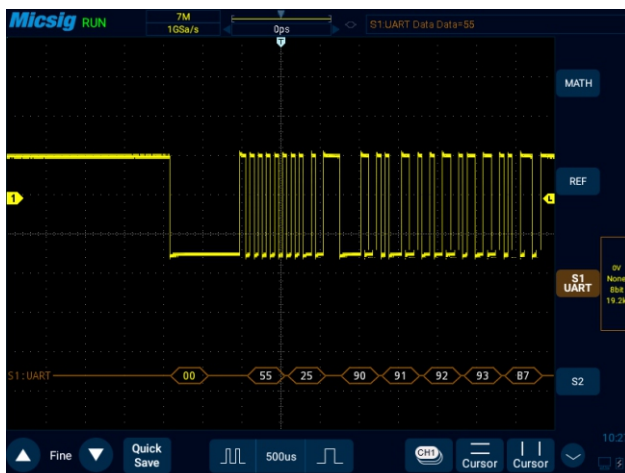 Micsig RUN
7M
1GSa/s
0ps
S1:UART Data Data=55
T
MATH
1
L
REF
S1
UART
0V
None
8bit
19.2k
S1:UART
00
55
25
90
91
92
93
B7
S2
10:27
Fine
Quick
Save
500us
CH1
Cursor
Cursor